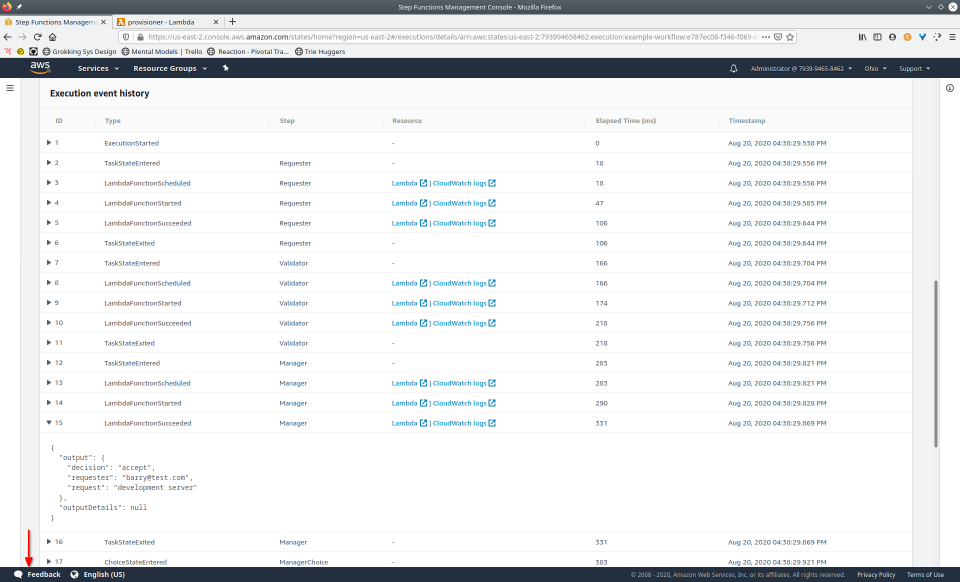 Step Functions Management Console - Mozilla Firefox
Step Functions Managem
provisioner - Lambda
https://us-east-2.console.aws.amazon.com/states/home?region=us-east-2#/executions/details/arn:aws:states:us-east-2:793994658462:execution:example-workflow:e787ec08-f346-f069
Grokking Sys Design Mental Models | Trello Reaction - Pivotal Tra... Trie Huggers
aws Services Resource Groups Administrator @ 7939-9465-8462 Ohio Support
Execution event history
ID Type Step Resource Elapsed Time (ms) Timestamp
1 ExecutionStarted - 0 Aug 20, 2020 04:38:29.538 PM
2 TaskStateEntered Requester - 18 Aug 20, 2020 04:38:29.556 PM
3 LambdaFunctionScheduled Requester Lambda | CloudWatch logs 18 Aug 20, 2020 04:38:29.556 PM
4 LambdaFunctionStarted Requester Lambda | CloudWatch logs 47 Aug 20, 2020 04:38:29.585 PM
5 LambdaFunctionSucceeded Requester Lambda | CloudWatch logs 106 Aug 20, 2020 04:38:29.644 PM
6 TaskStateExited Requester - 106 Aug 20, 2020 04:38:29.644 PM
7 TaskStateEntered Validator - 166 Aug 20, 2020 04:38:29.704 PM
8 LambdaFunctionScheduled Validator Lambda | CloudWatch logs 166 Aug 20, 2020 04:38:29.704 PM
9 LambdaFunctionStarted Validator Lambda | CloudWatch logs 174 Aug 20, 2020 04:38:29.712 PM
10 LambdaFunctionSucceeded Validator Lambda | CloudWatch logs 218 Aug 20, 2020 04:38:29.756 PM
11 TaskStateExited Validator - 218 Aug 20, 2020 04:38:29.756 PM
12 TaskStateEntered Manager - 283 Aug 20, 2020 04:38:29.821 PM
13 LambdaFunctionScheduled Manager Lambda | CloudWatch logs 283 Aug 20, 2020 04:38:29.821 PM
14 LambdaFunctionStarted Manager Lambda | CloudWatch logs 290 Aug 20, 2020 04:38:29.828 PM
15 LambdaFunctionSucceeded Manager Lambda | CloudWatch logs 331 Aug 20, 2020 04:38:29.869 PM
{
"output": {
"decision": "accept",
"requester": "barry@test.com",
"request": "development server"
},
"outputDetails": null
}
16 TaskStateExited Manager - 331 Aug 20, 2020 04:38:29.869 PM
17 ChoiceStateEntered ManagerChoice - 383 Aug 20, 2020 04:38:29.921 PM
Feedback English (US) © 2008 - 2020, Amazon Web Services, Inc. or its affiliates. All rights reserved. Privacy Policy Terms of Use